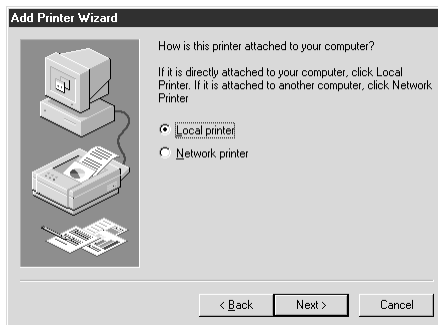 Add Printer Wizard
How is this printer attached to your computer?
If it is directly attached to your computer, click Local
Printer. If it is attached to another computer, click Network
Printer
Local printer
Network printer
< Back
Next >
Cancel